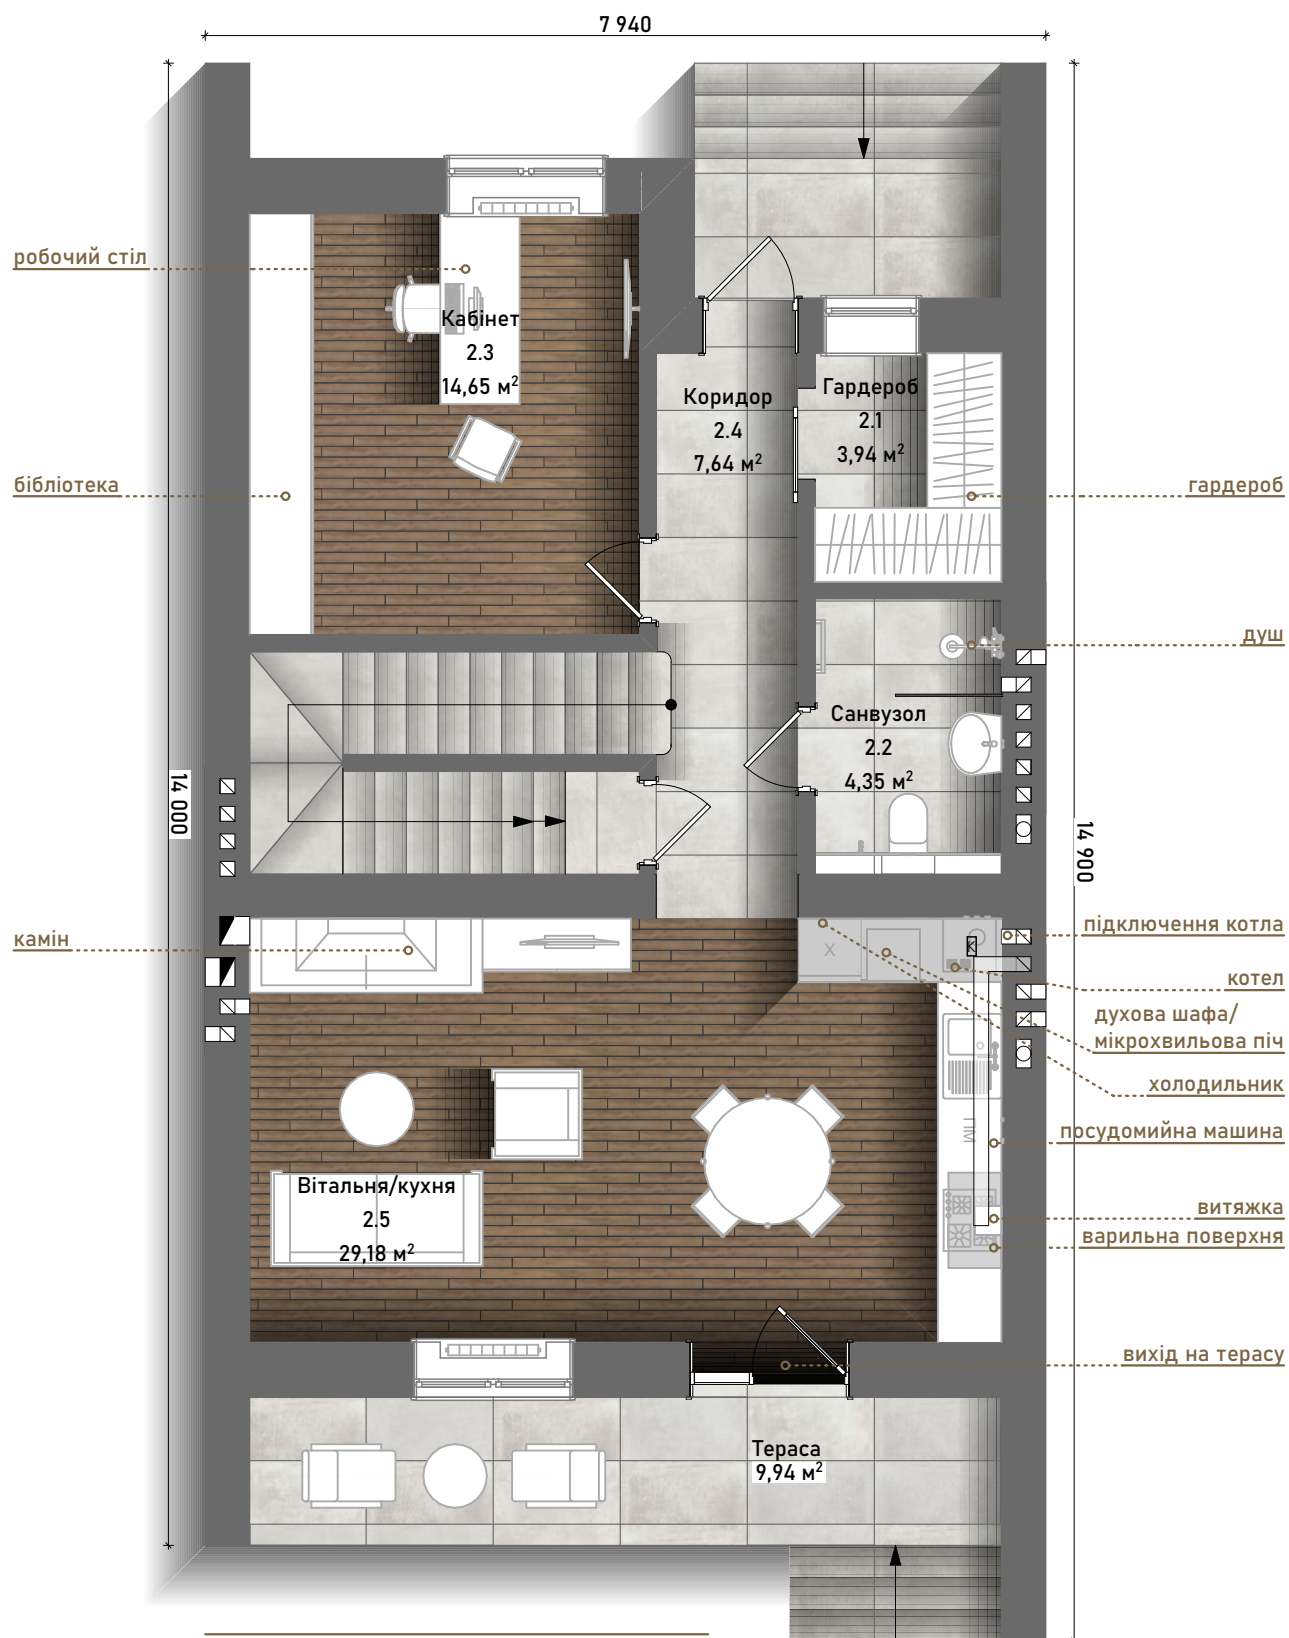 7 940
робочий стіл
Кабінет
2.3
14,65 м²
бібліотека
Коридор
2.4
7,64 м²
Гардероб
2.1
3,94 м²
гардероб
душ
Санвузол
2.2
4,35 м²
14 000
14 900
камін
X
K
підключення котла
котел
духова шафа/
мікрохвильова піч
холодильник
ПМ
посудомийна машина
Вітальня/кухня
2.5
29,18 м²
витяжка
варильна поверхня
вихід на терасу
Тераса
9,94 м²